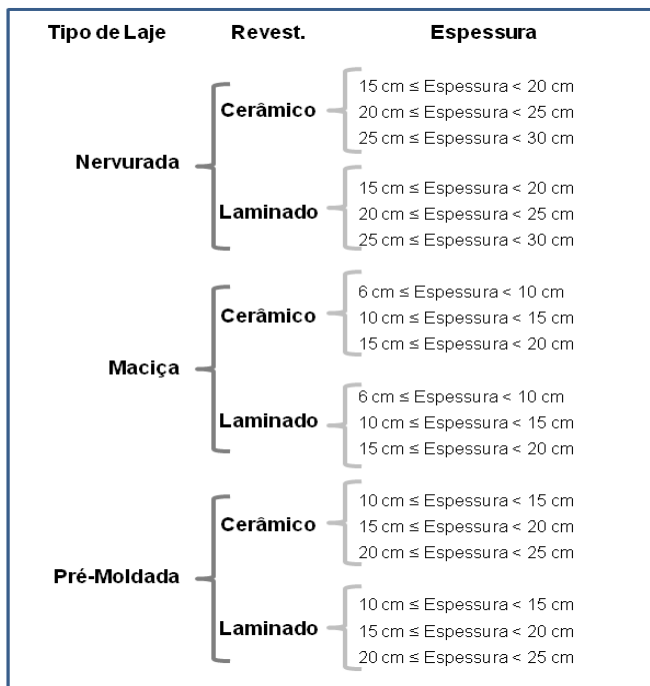 Tipo de Laje Revest. Espessura
Nervurada
Cerâmico
15 cm ≤ Espessura < 20 cm
20 cm ≤ Espessura < 25 cm
25 cm ≤ Espessura < 30 cm
Laminado
15 cm ≤ Espessura < 20 cm
20 cm ≤ Espessura < 25 cm
25 cm ≤ Espessura < 30 cm
Maciça
Cerâmico
6 cm ≤ Espessura < 10 cm
10 cm ≤ Espessura < 15 cm
15 cm ≤ Espessura < 20 cm
Laminado
6 cm ≤ Espessura < 10 cm
10 cm ≤ Espessura < 15 cm
15 cm ≤ Espessura < 20 cm
Pré-Moldada
Cerâmico
10 cm ≤ Espessura < 15 cm
15 cm ≤ Espessura < 20 cm
20 cm ≤ Espessura < 25 cm
Laminado
10 cm ≤ Espessura < 15 cm
15 cm ≤ Espessura < 20 cm
20 cm ≤ Espessura < 25 cm